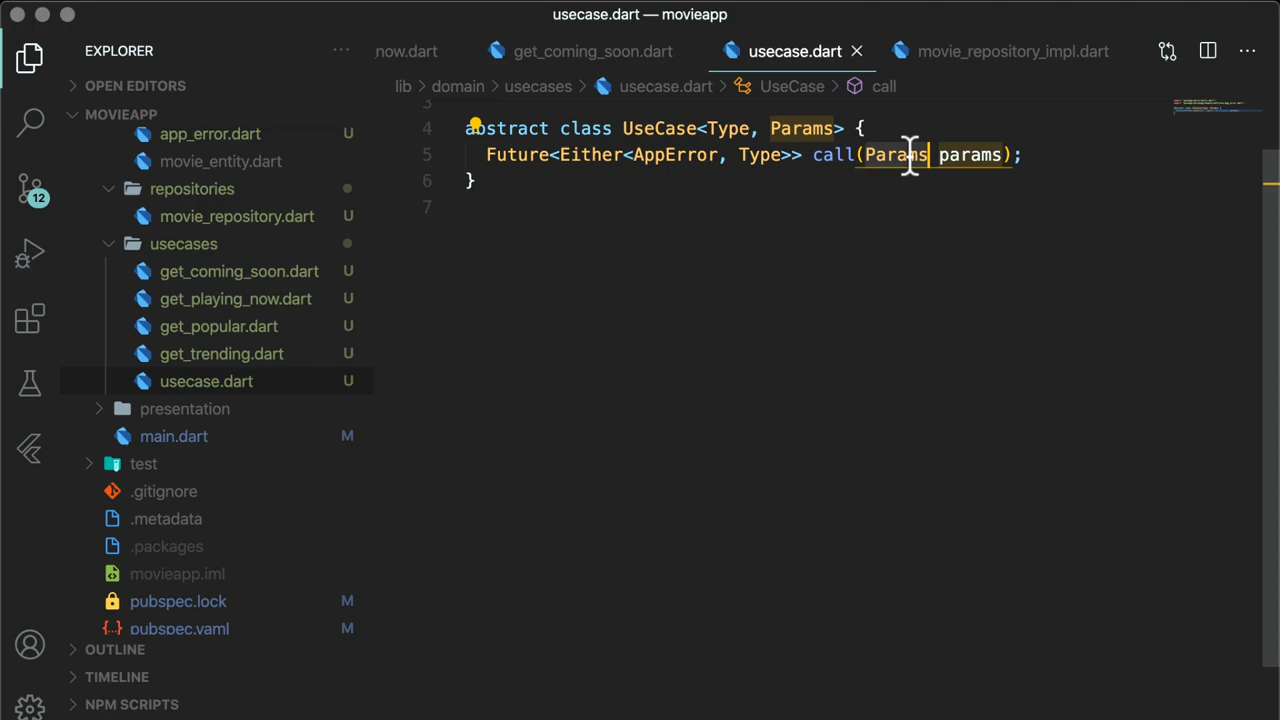 usecase.dart — movieapp
EXPLORER
now.dart
get_coming_soon.dart
usecase.dart
movie_repository_impl.dart
OPEN EDITORS
lib > domain > usecases > usecase.dart > UseCase > call
MOVIEAPP
app_error.dart U
movie_entity.dart
repositories
movie_repository.dart U
usecases
get_coming_soon.dart U
get_playing_now.dart U
get_popular.dart U
get_trending.dart U
usecase.dart U
presentation
main.dart M
test
.gitignore
.metadata
.packages
movieapp.iml
pubspec.lock M
pubspec.yaml M
OUTLINE
TIMELINE
NPM SCRIPTS
12
3
4 abstract class UseCase<Type, Params> {
5 Future<Either<AppError, Type>> call(Params params);
6 }
7